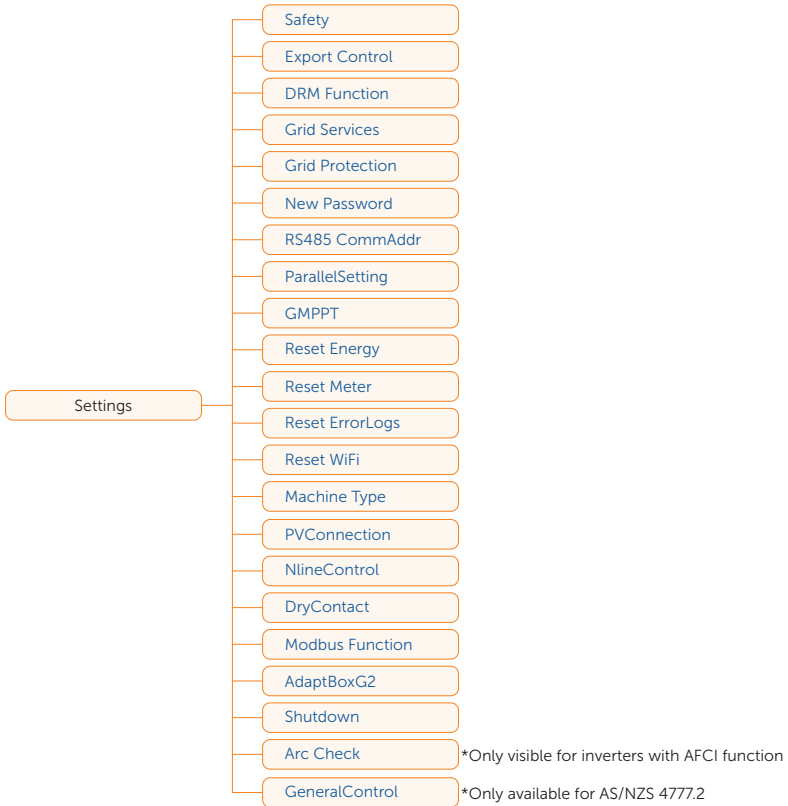 Safety
Export Control
DRM Function
Grid Services
Grid Protection
New Password
RS485 CommAddr
ParallelSetting
GMPPT
Reset Energy
Reset Meter
Settings
Reset ErrorLogs
Reset WiFi
Machine Type
PVConnection
NlineControl
DryContact
Modbus Function
AdaptBoxG2
Shutdown
Arc Check *Only visible for inverters with AFCI function
GeneralControl *Only available for AS/NZS 4777.2